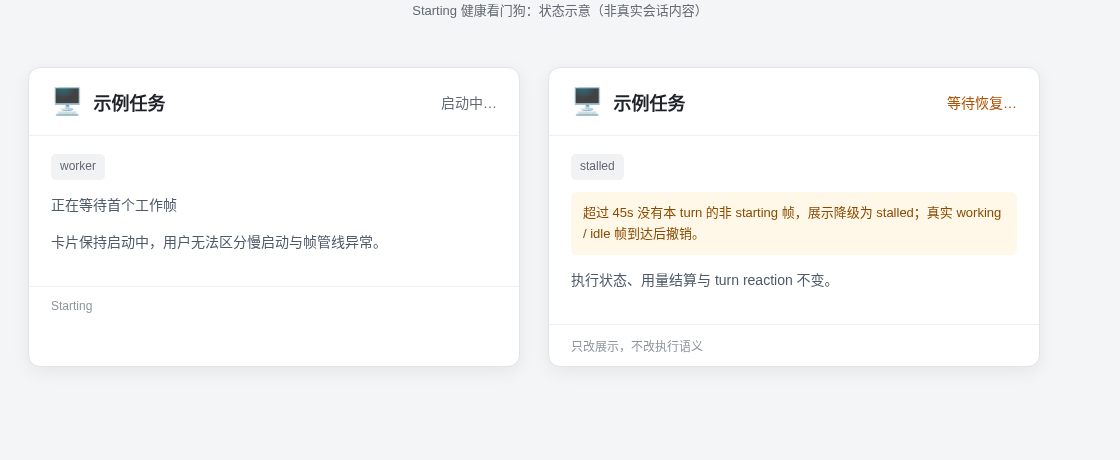 Starting 健康看门狗：状态示意（非真实会话内容）
示例任务
启动中…
worker
正在等待首个工作帧
卡片保持启动中，用户无法区分慢启动与帧管线异常。
Starting
示例任务
等待恢复…
stalled
超过 45s 没有本 turn 的非 starting 帧，展示降级为 stalled；真实 working
/ idle 帧到达后撤销。
执行状态、用量结算与 turn reaction 不变。
只改展示，不改执行语义